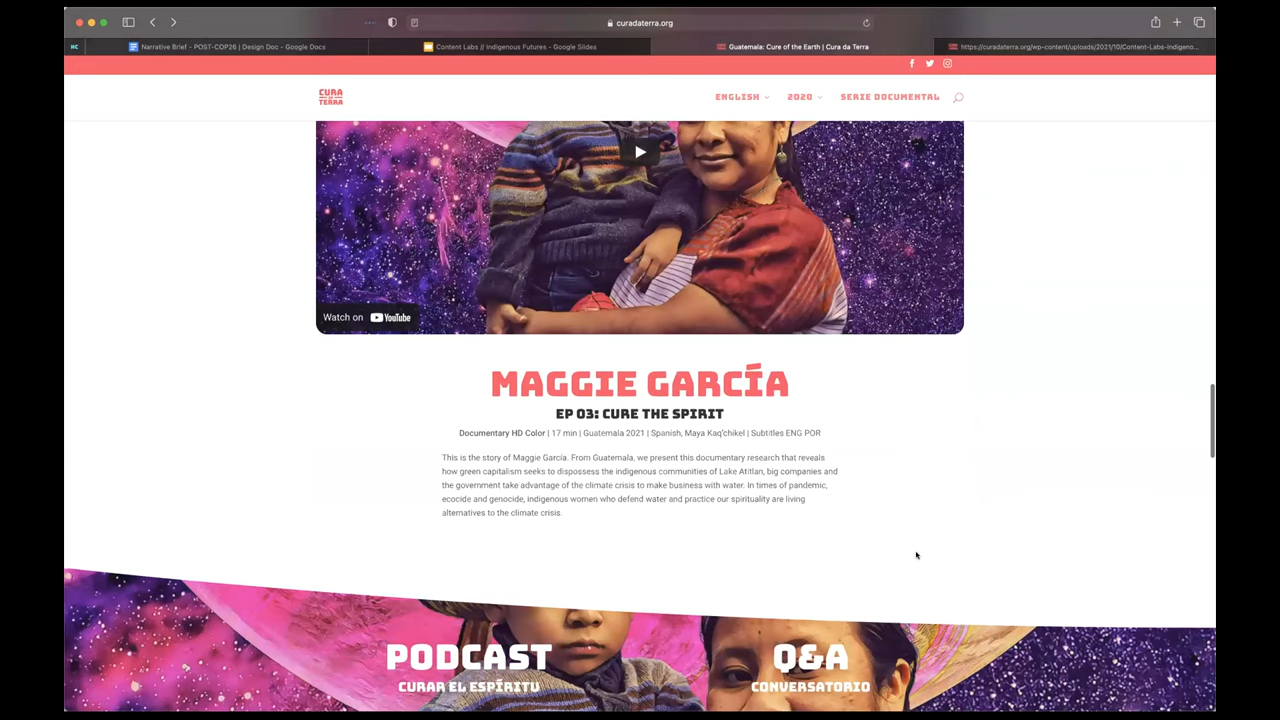 curadaterra.org
HC
Narrative Brief - POST-COP26 | Design Doc - Google Docs
Content Labs // Indigenous Futures - Google Slides
Guatemala: Cure of the Earth | Cura da Terra
https://curadaterra.org/wp-content/uploads/2021/10/Content-Labs-Indigeno...
CURA
DA
TERRA
ENGLISH
2020
SERIE DOCUMENTAL
Watch on YouTube
MAGGIE GARCÍA
EP 03: CURE THE SPIRIT
Documentary HD Color | 17 min | Guatemala 2021 | Spanish, Maya Kaq'chikel | Subtitles ENG POR
This is the story of Maggie García. From Guatemala, we present this documentary research that reveals
how green capitalism seeks to dispossess the indigenous communities of Lake Atitlan, big companies and
the government take advantage of the climate crisis to make business with water. In times of pandemic,
ecocide and genocide, indigenous women who defend water and practice our spirituality are living
alternatives to the climate crisis.
PODCAST
CURAR EL ESPÍRITU
Q&A
CONVERSATORIO